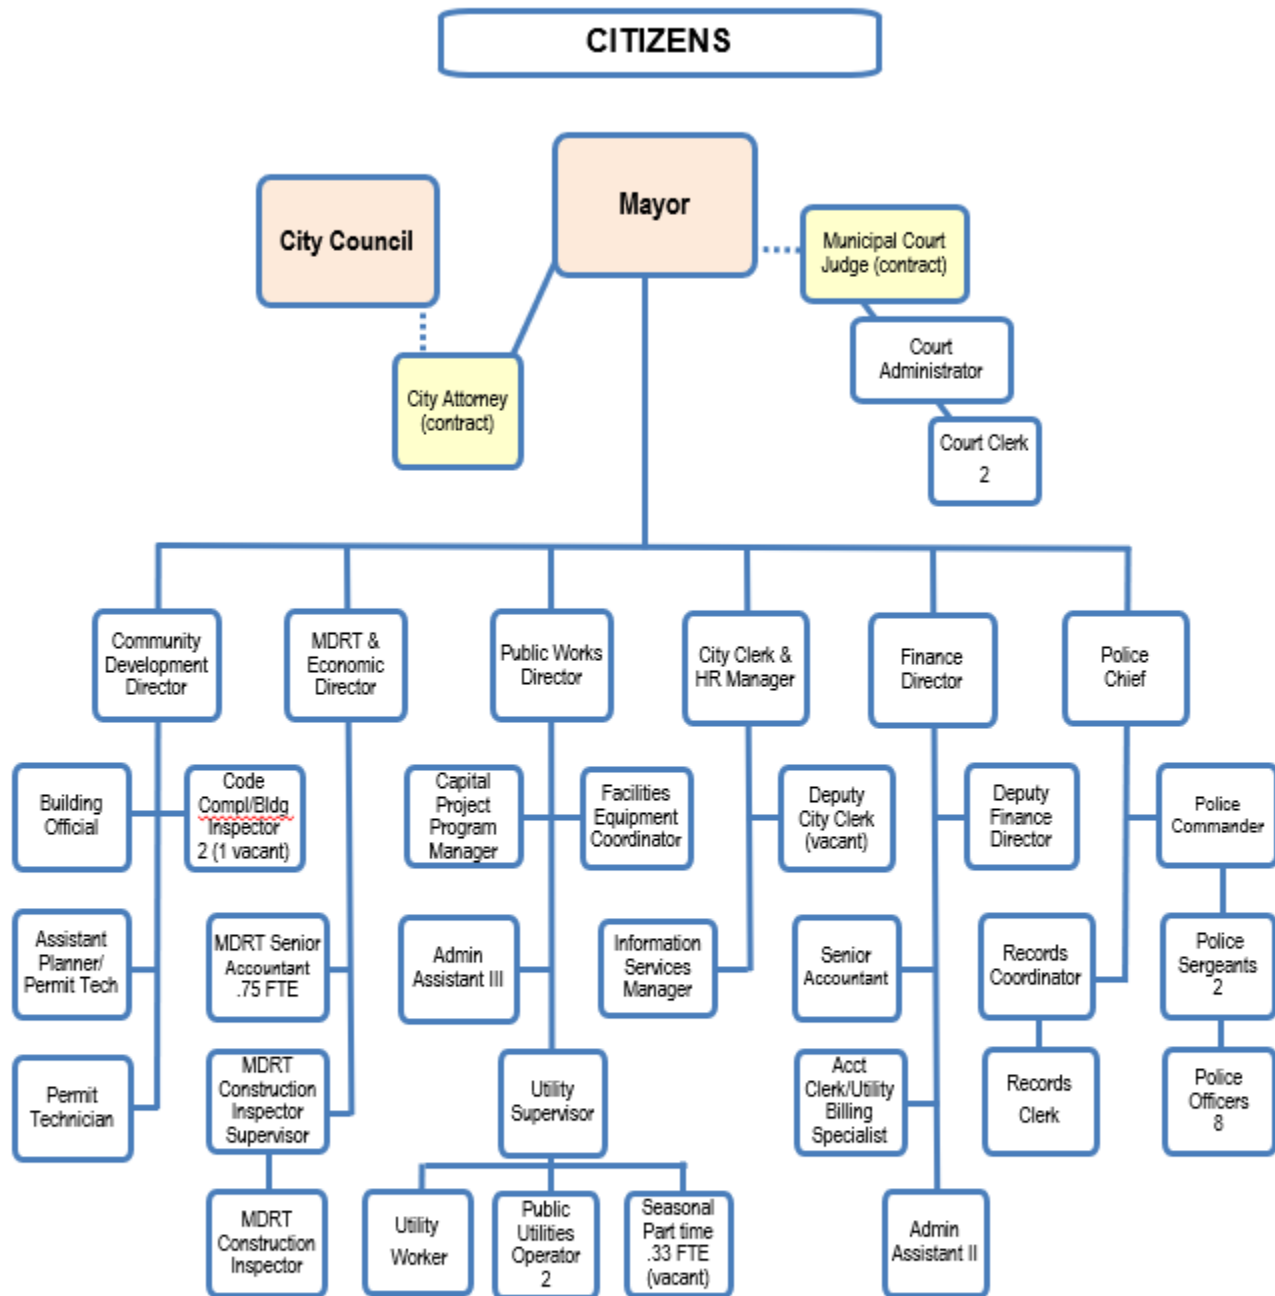 CITIZENS
Mayor
City Council
Municipal Court
Judge (contract)
Court
Administrator
City Attorney
(contract)
Court Clerk
2
Community
Development
Director
MDRT &
Economic
Director
Public Works
Director
City Clerk &
HR Manager
Finance
Director
Police
Chief
Building
Official
Code
Compl/Bldg
Inspector
2 (1 vacant)
Capital
Project
Program
Manager
Facilities
Equipment
Coordinator
Deputy
City Clerk
(vacant)
Deputy
Finance
Director
Police
Commander
Assistant
Planner/
Permit Tech
MDRT Senior
Accountant
.75 FTE
Admin
Assistant III
Information
Services
Manager
Senior
Accountant
Records
Coordinator
Police
Sergeants
2
Permit
Technician
MDRT
Construction
Inspector
Supervisor
Utility
Supervisor
Acct
Clerk/Utility
Billing
Specialist
Records
Clerk
Police
Officers
8
MDRT
Construction
Inspector
Utility
Worker
Public
Utilities
Operator
2
Seasonal
Part time
.33 FTE
(vacant)
Admin
Assistant II